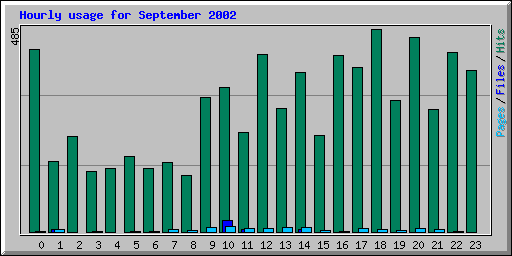 Hourly usage for September 2002
485
Pages / Files / Hits
0 1 2 3 4 5 6 7 8 9 10 11 12 13 14 15 16 17 18 19 20 21 22 23